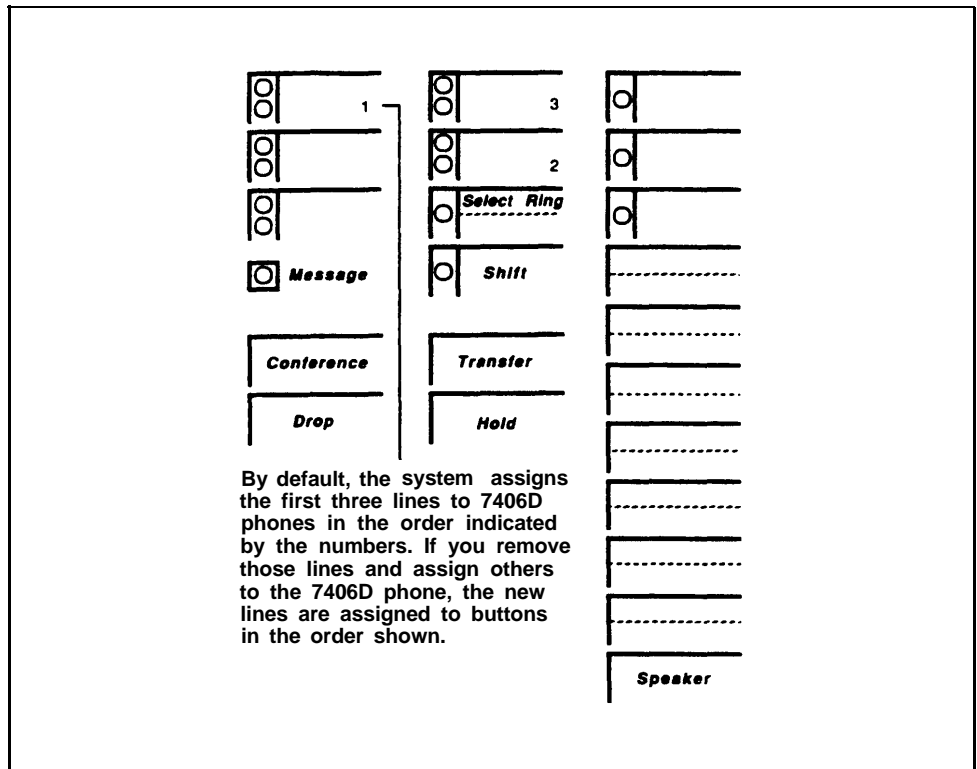 1
3
2
Select Ring
Message
Shift
Conference
Transfer
Drop
Hold
By default, the system assigns
the first three lines to 7406D
phones in the order indicated
by the numbers. If you remove
those lines and assign others
to the 7406D phone, the new
lines are assigned to buttons
in the order shown.
Speaker